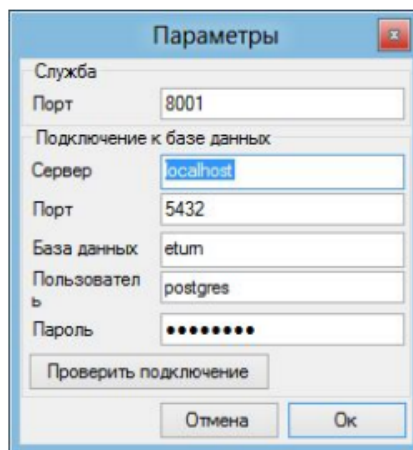 Параметры
Служба
Порт 8001
Подключение к базе данных
Сервер localhost
Порт 5432
База данных eturn
Пользовател
ь postgres
Пароль ••••••••
Проверить подключение
Отмена Ок